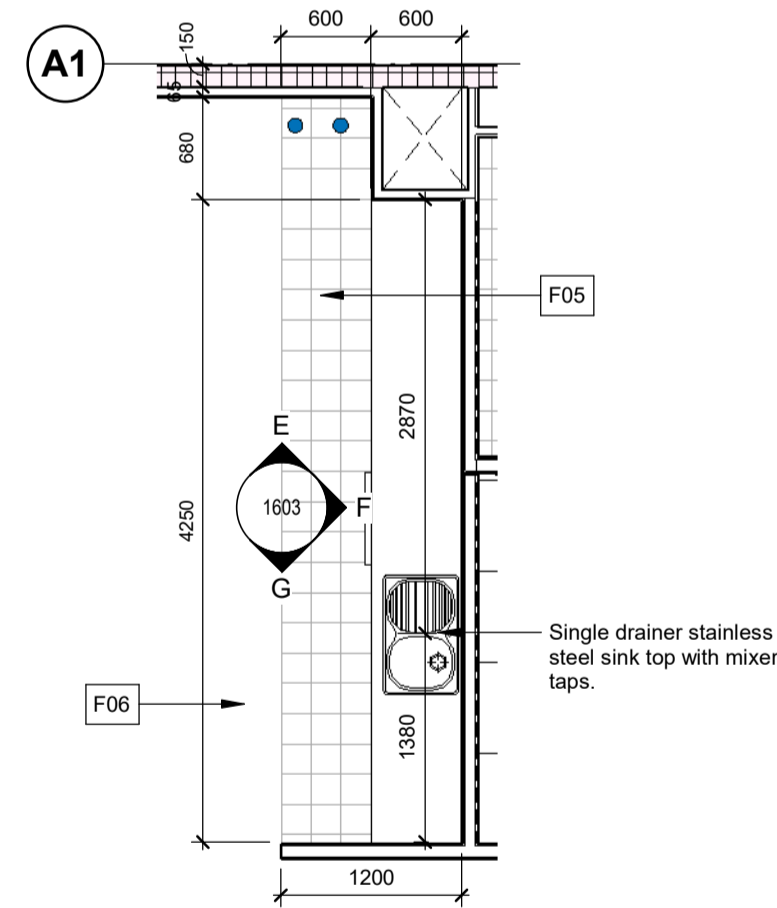 600
600
150
A1
65
680
F05
2870
E
4250
1603
F
G
Single drainer stainless
steel sink top with mixer
taps.
F06
1380
1200